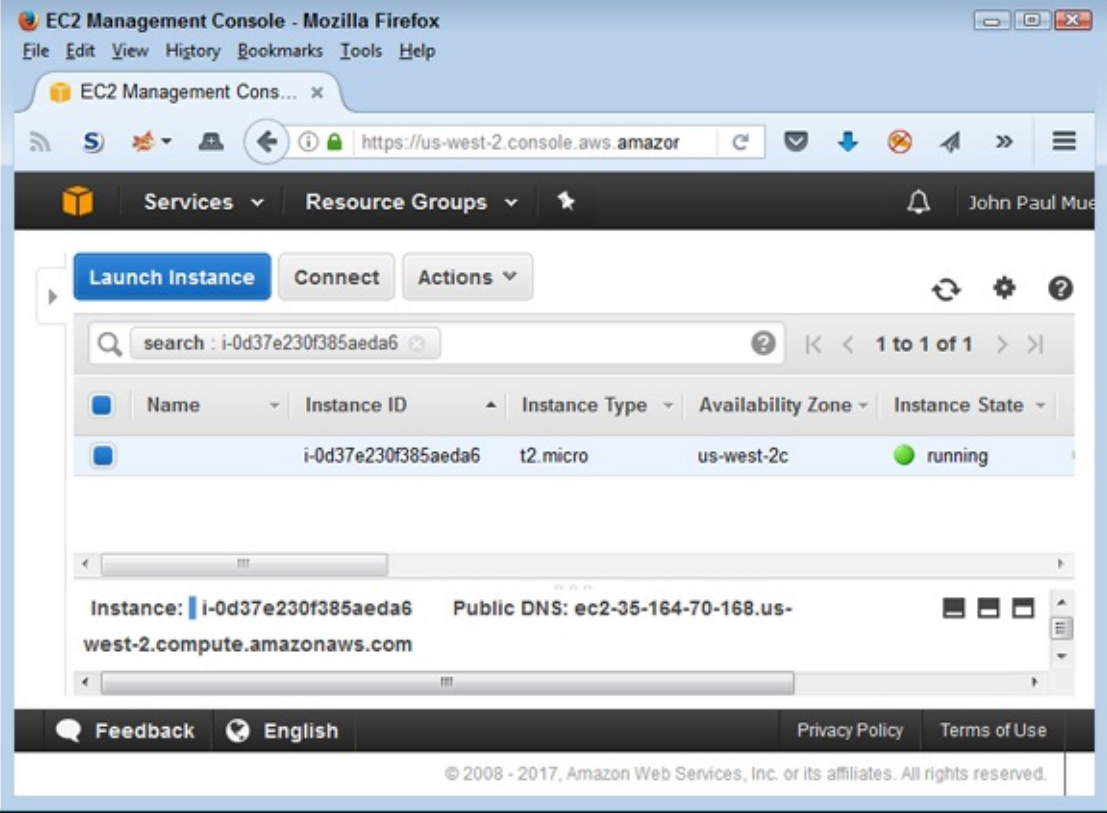 EC2 Management Console - Mozilla Firefox
File Edit View History Bookmarks Tools Help
EC2 Management Cons... ×
S https://us-west-2.console.aws.amazor
Services Resource Groups John Paul Mue
Launch Instance Connect Actions
search : i-0d37e230f385aeda6 1 to 1 of 1
Name Instance ID Instance Type Availability Zone Instance State
i-0d37e230f385aeda6 t2.micro us-west-2c running
Instance: i-0d37e230f385aeda6 Public DNS: ec2-35-164-70-168.us-
west-2.compute.amazonaws.com
Feedback English Privacy Policy Terms of Use
© 2008 - 2017, Amazon Web Services, Inc. or its affiliates. All rights reserved.